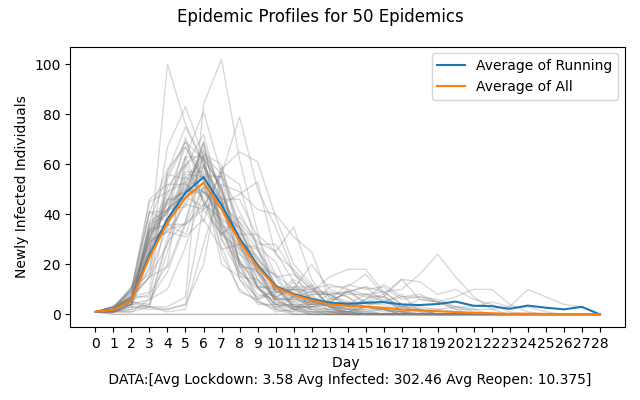 Epidemic Profiles for 50 Epidemics
Average of Running
Average of All
Newly Infected Individuals
100
80
60
40
20
0
0 1 2 3 4 5 6 7 8 9 10 11 12 13 14 15 16 17 18 19 20 21 22 23 24 25 26 27 28
Day
DATA:[Avg Lockdown: 3.58 Avg Infected: 302.46 Avg Reopen: 10.375]